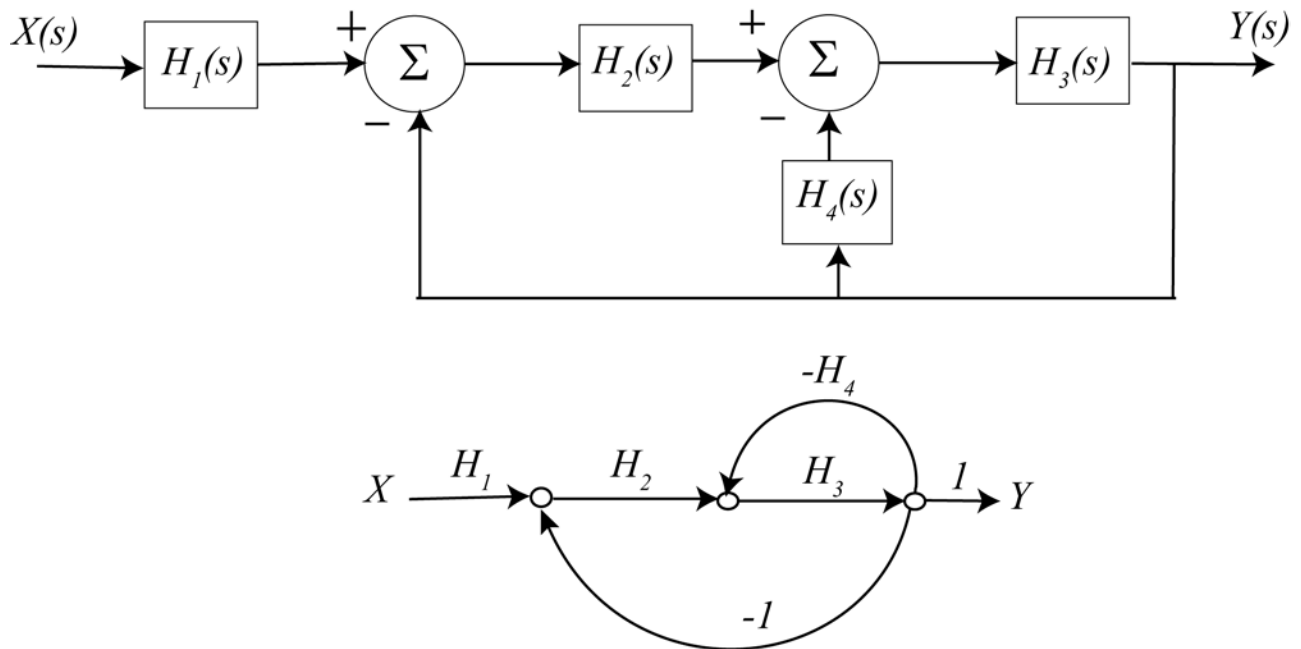 X(s) H₁(s) + Σ H₂(s) + Σ H₃(s) Y(s)
− −
H₄(s)
-H₄
X H₁ H₂ H₃ 1 Y
-1